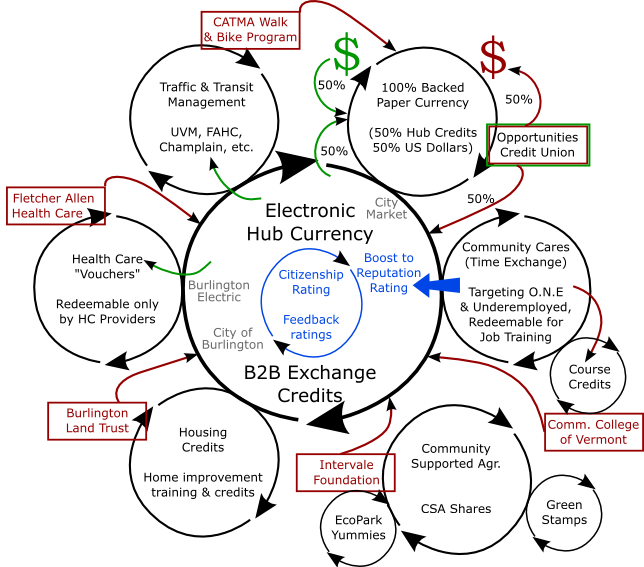 CATMA Walk
& Bike Program
$
$
50%
50%
50%
50%
Traffic & Transit
Management
UVM, FAHC,
Champlain, etc.
100% Backed
Paper Currency
(50% Hub Credits
50% US Dollars)
Opportunities
Credit Union
Fletcher Allen
Health Care
Electronic
Hub Currency
City
Market
Health Care
"Vouchers"
Redeemable only
by HC Providers
Burlington
Electric
City of
Burlington
Citizenship
Rating
Feedback
ratings
Boost to
Reputation
Rating
Community Cares
(Time Exchange)
Targeting O.N.E
& Underemployed,
Redeemable for
Job Training
Course
Credits
B2B Exchange
Credits
Burlington
Land Trust
Housing
Credits
Home improvement
training & credits
Intervale
Foundation
Comm. College
of Vermont
Community
Supported Agr.
CSA Shares
EcoPark
Yummies
Green
Stamps